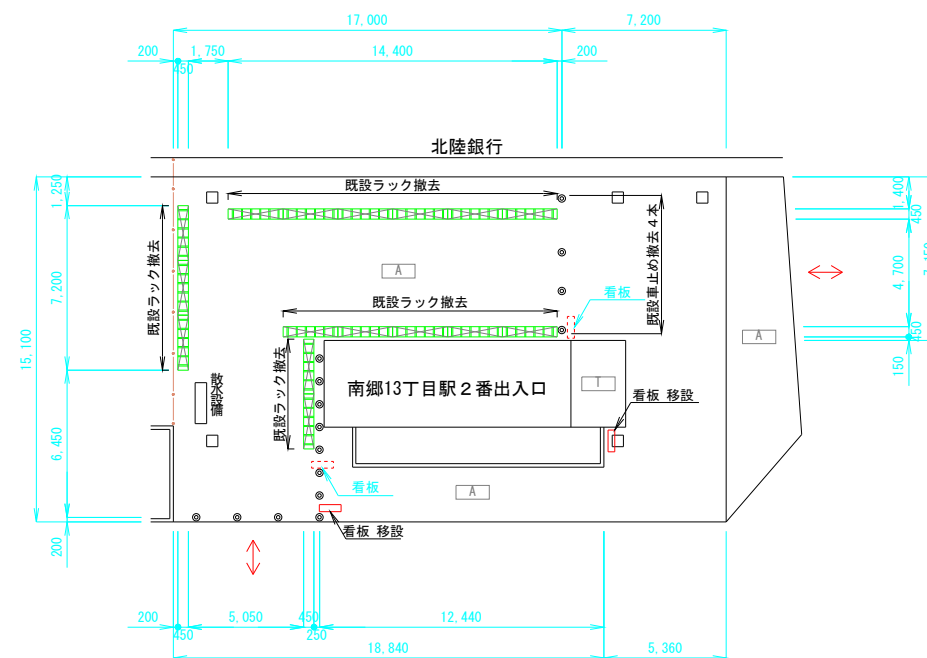 17,000
7,200
200
450
1,750
14,400
200
北陸銀行
既設ラック撤去
1,250
7,200
15,100
6,450
200
既設ラック撤去
A
既設車止め撤去4本
看板
既設ラック撤去
1,400
450
4,700
450
150
A
散水設備
既設ラック撤去
南郷13丁目駅2番出入口
T
看板 移設
看板
A
看板 移設
200
450
5,050
450
250
12,440
18,840
5,360